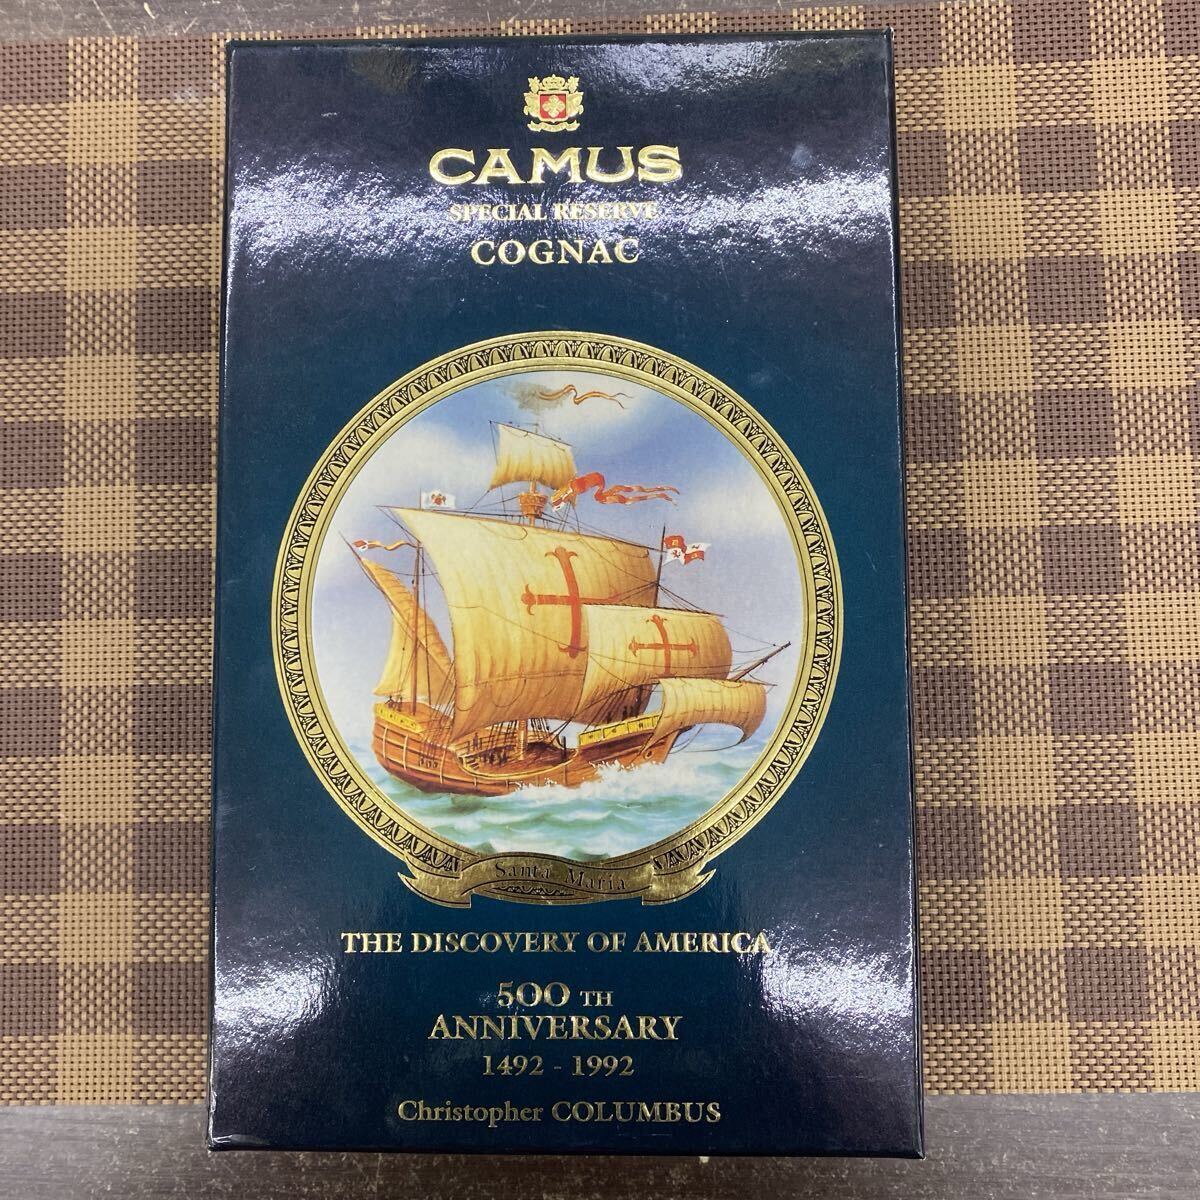 CAMUS
SPECIAL RESERVE
COGNAC
Santa Maria
THE DISCOVERY OF AMERICA
500 TH
ANNIVERSARY
1492 - 1992
Christopher COLUMBUS